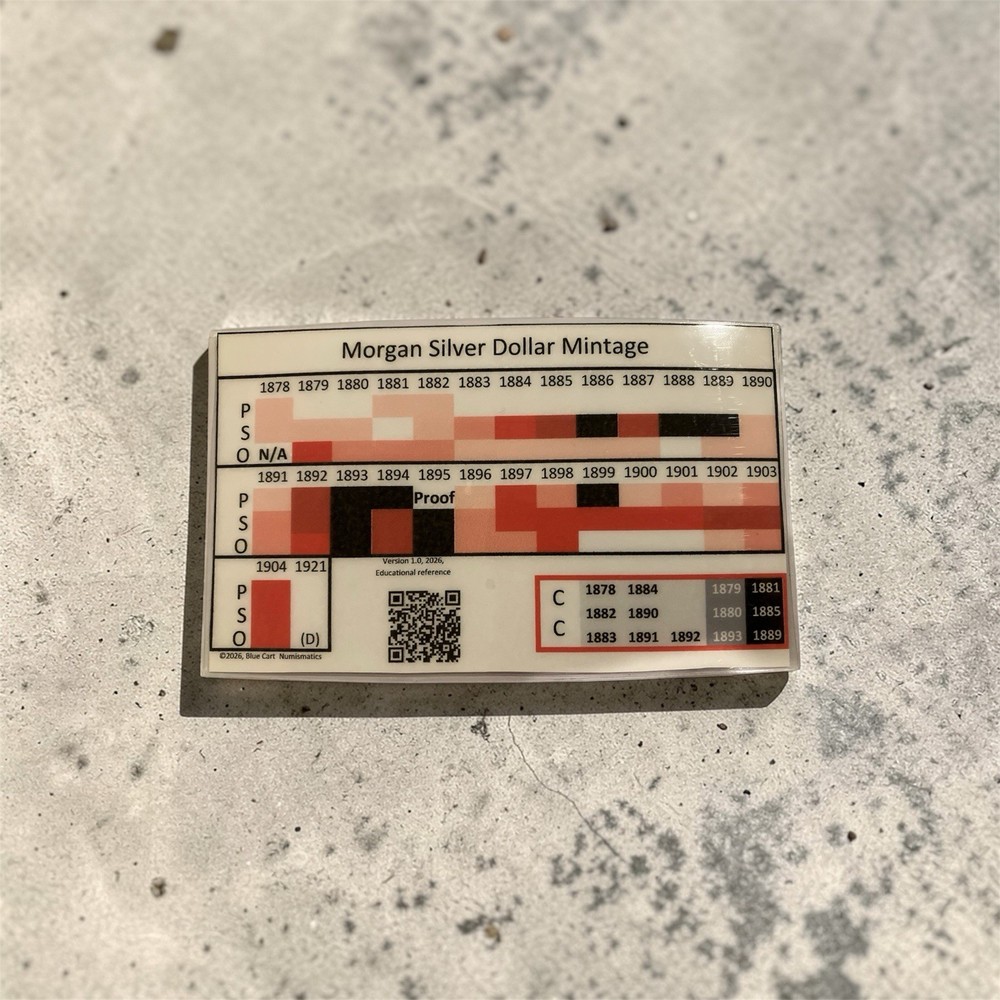 Morgan Silver Dollar Mintage
1878 1879 1880 1881 1882 1883 1884 1885 1886 1887 1888 1889 1890
P
S
O N/A
1891 1892 1893 1894 1895 1896 1897 1898 1899 1900 1901 1902 1903
P Proof
S
O
1904 1921
P
S
O (D)
©2026, Blue Cart Numismatics
Version 1.0, 2026,
Educational reference
C C
1878 1884 1879 1881
1882 1890 1880 1885
1883 1891 1892 1893 1889